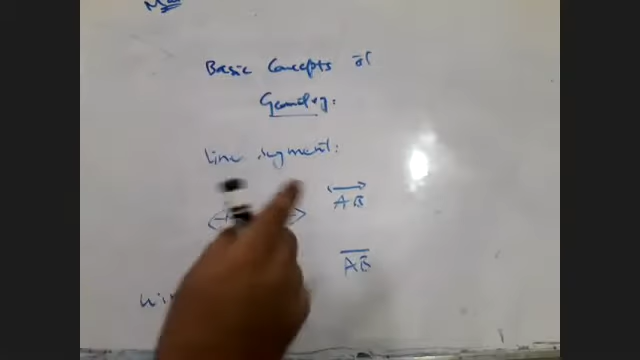 Basic Concepts of
Geometry.
Line Segment:
AB
AB